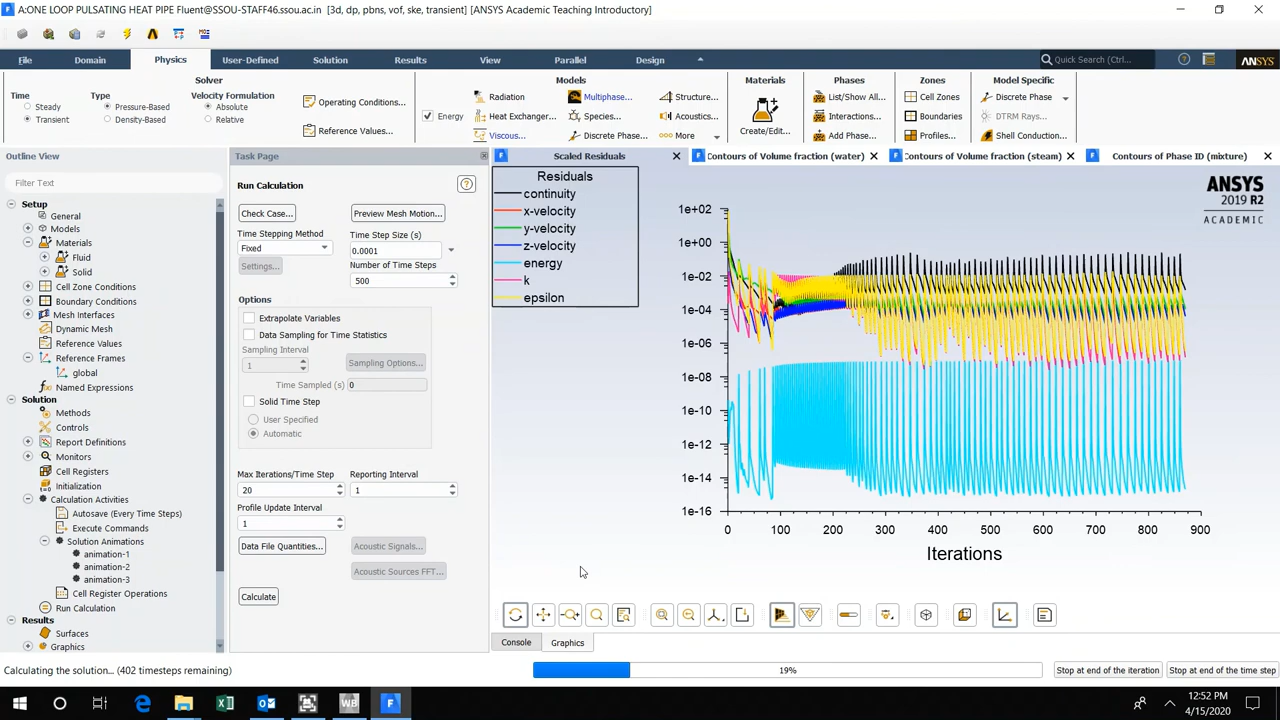 A:ONE LOOP PULSATING HEAT PIPE Fluent@SSOU-STAFF46.ssou.ac.in [3d, dp, pbns, vof, ske, transient] [ANSYS Academic Teaching Introductory]
File Domain Physics User-Defined Solution Results Parallel View Design Quick Search (Ctrl... ANSYS
Solver Models Materials Phases Zones Model Specific
Time Type Velocity Formulation
Steady Pressure-Based Absolute Operating Conditions...
Transient Density-Based Relative Reference Values...
Energy
Radiation Multiphase... Structure... List/Show All... Cell Zones Discrete Phase
Heat Exchanger... Species... Acoustics... Interactions... Boundaries DTRM Rays...
Viscous... Discrete Phase... More Create/Edit... Add Phase... Profiles... Shell Conduction...
Outline View
Filter Text
Setup
General
Models
Materials
Fluid
Solid
Cell Zone Conditions
Boundary Conditions
Mesh Interfaces
Dynamic Mesh
Reference Values
Reference Frames
global
Named Expressions
Solution
Methods
Controls
Report Definitions
Monitors
Cell Registers
Initialization
Calculation Activities
Autosave (Every Time Steps)
Execute Commands
Solution Animations
animation-1
animation-2
animation-3
Cell Register Operations
Run Calculation
Results
Surfaces
Graphics
Task Page
Run Calculation
Check Case... Preview Mesh Motion...
Time Stepping Method Time Step Size (s)
Fixed 0.0001
Settings... Number of Time Steps
500
Options
Extrapolate Variables
Data Sampling for Time Statistics
Sampling Interval
1 Sampling Options...
Time Sampled (s) 0
Solid Time Step
User Specified
Automatic
Max Iterations/Time Step Reporting Interval
20 1
Profile Update Interval
1
Data File Quantities... Acoustic Signals...
Acoustic Sources FFT...
Calculate
Scaled Residuals Contours of Volume fraction (water) Contours of Volume fraction (steam) Contours of Phase ID (mixture)
Residuals
continuity
x-velocity
y-velocity
z-velocity
energy
k
epsilon
ANSYS
2019 R2
ACADEMIC
1e+02
1e+00
1e-02
1e-04
1e-06
1e-08
1e-10
1e-12
1e-14
1e-16
0 100 200 300 400 500 600 700 800 900
Iterations
Console Graphics
Calculating the solution... (402 timesteps remaining) 19% Stop at end of the iteration Stop at end of the time step
12:52 PM
4/15/2020